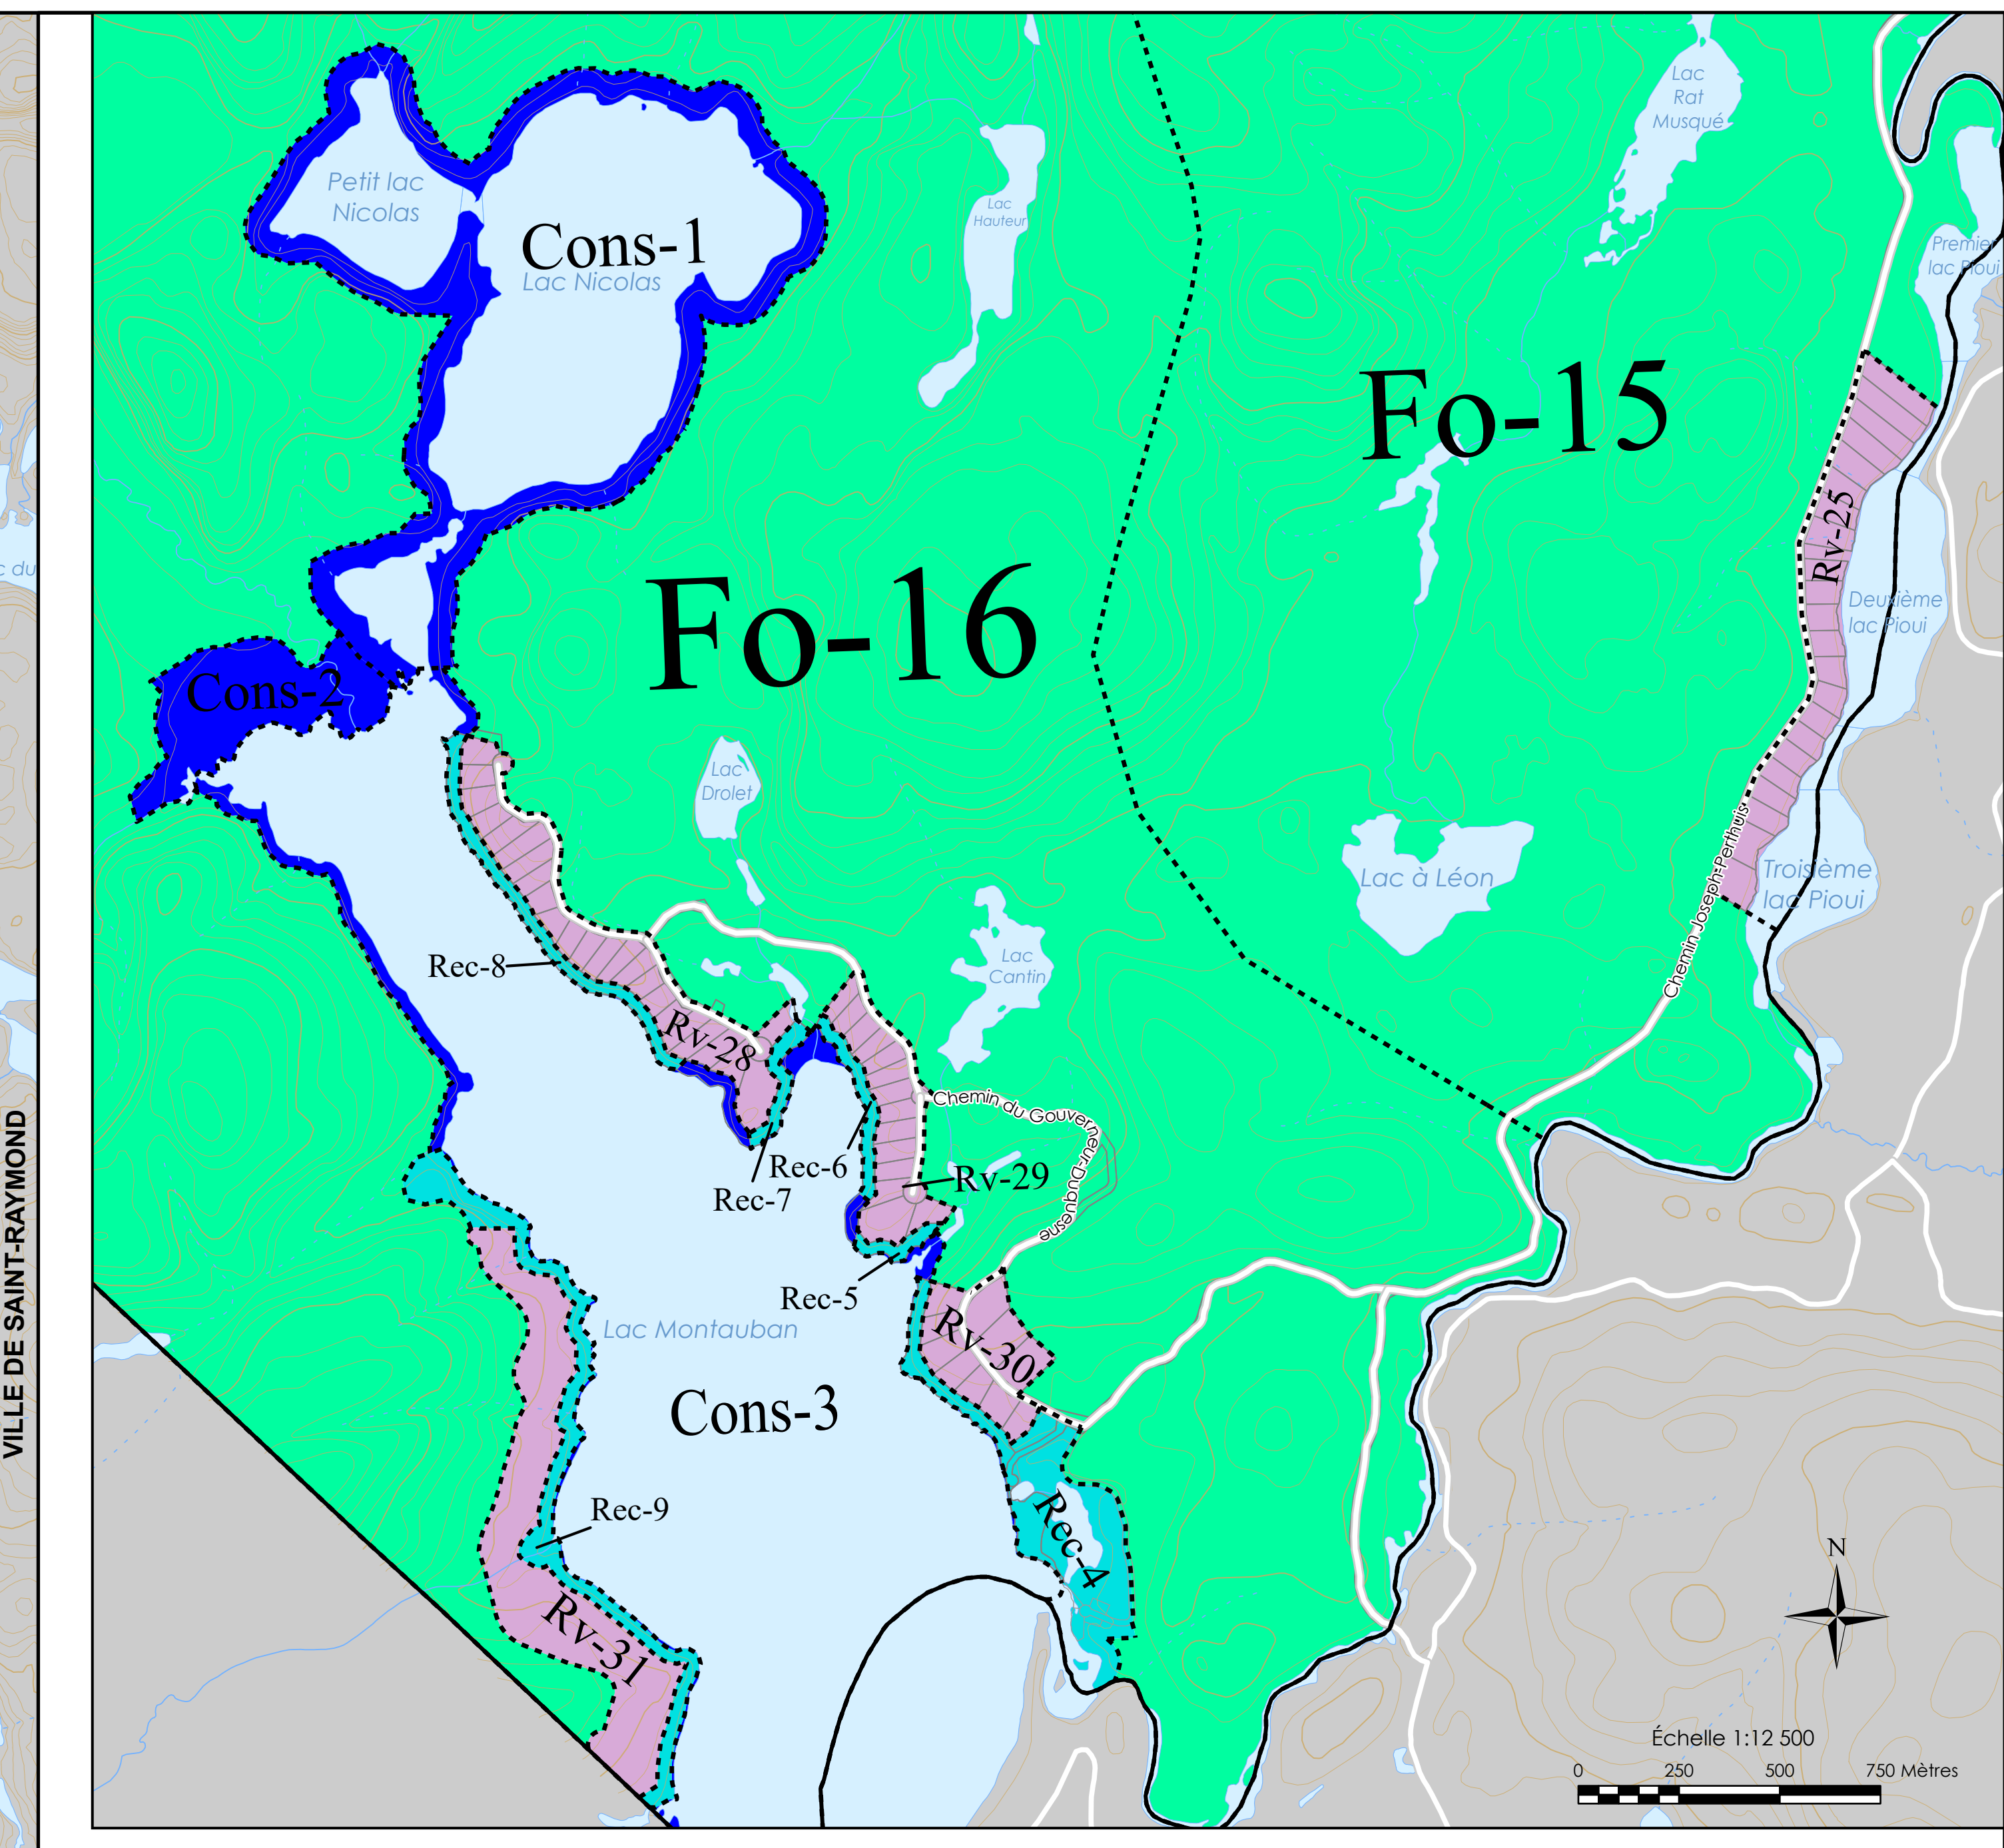 Lac
Rat
Musqué
Petit lac
Nicolas
Cons-1
Lac Nicolas
Lac
Hauteur
Premier
lac Pioui
Fo-15
Rv-25
c du
Fo-16
Deuxième
lac Pioui
Cons-2
Lac
Drolet
Lac à Léon
Troisième
lac Pioui
Chemin Joseph-Perthuis
Rec-8
Lac
Cantin
Rv-28
Chemin du Gouverneur-Duquesne
Rec-6
Rec-7
Rv-29
Rec-5
Lac Montauban
Rv-30
Cons-3
VILLE DE SAINT-RAYMOND
Rec-9
Rec-4
Rv-31
N
Échelle 1:12 500
0 250 500 750 Mètres